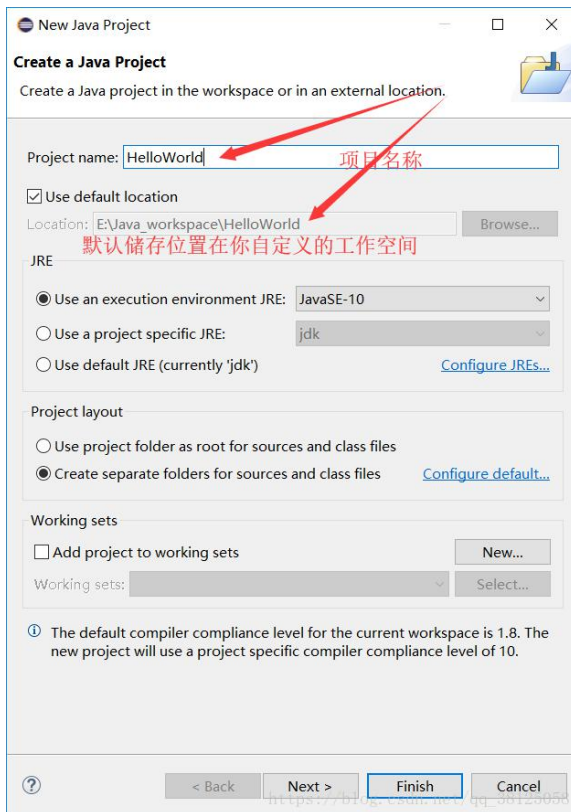 New Java Project
Create a Java Project
Create a Java project in the workspace or in an external location.
Project name: HelloWorld
项目名称
Use default location
Location: E:\Java_workspace\HelloWorld Browse...
默认储存位置在你自定义的工作空间
JRE
Use an execution environment JRE: JavaSE-10
Use a project specific JRE: jdk
Use default JRE (currently 'jdk') Configure JREs...
Project layout
Use project folder as root for sources and class files
Create separate folders for sources and class files Configure default...
Working sets
Add project to working sets New...
Working sets: Select...
The default compiler compliance level for the current workspace is 1.8. The
new project will use a project specific compiler compliance level of 10.
< Back Next > Finish Cancel
https://blog.csdn.net/qq_38125058